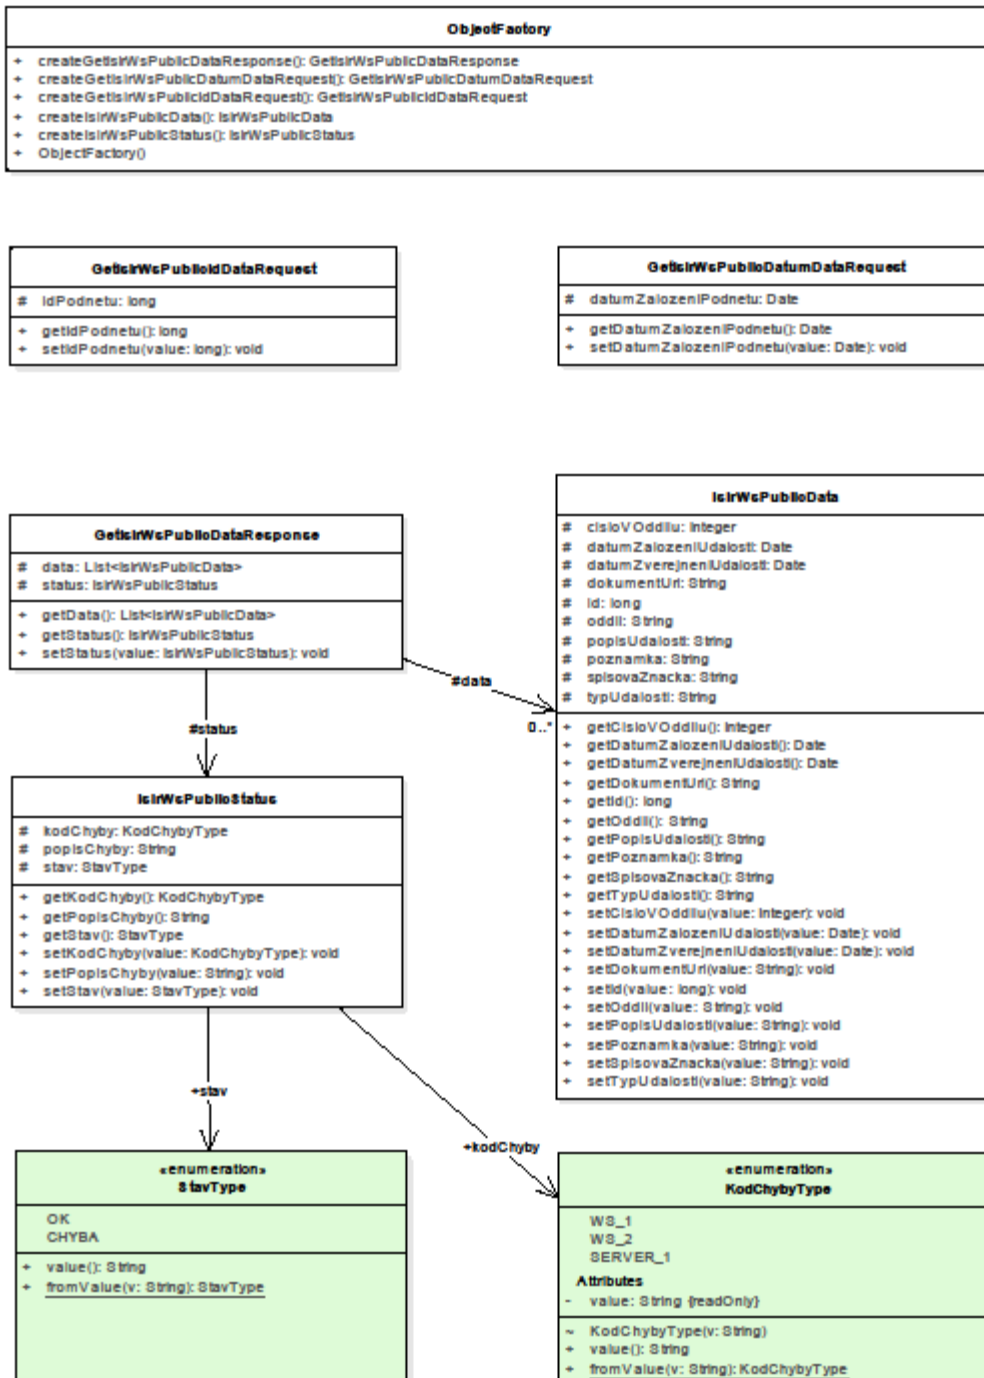 ObjectFactory
+ createGetIsirWsPublicDataResponse(): GetIsirWsPublicDataResponse
+ createGetIsirWsPublicDatumDataRequest(): GetIsirWsPublicDatumDataRequest
+ createGetIsirWsPublicIdDataRequest(): GetIsirWsPublicIdDataRequest
+ createIsirWsPublicData(): IsirWsPublicData
+ createIsirWsPublicStatus(): IsirWsPublicStatus
+ ObjectFactory()
GetIsirWsPublicIdDataRequest
# idPodnetu: long
+ getIdPodnetu(): long
+ setIdPodnetu(value: long): void
GetIsirWsPublicDatumDataRequest
# datumZalozeniPodnetu: Date
+ getDatumZalozeniPodnetu(): Date
+ setDatumZalozeniPodnetu(value: Date): void
GetIsirWsPublicDataResponse
# data: List<IsirWsPublicData>
# status: IsirWsPublicStatus
+ getData(): List<IsirWsPublicData>
+ getStatus(): IsirWsPublicStatus
+ setStatus(value: IsirWsPublicStatus): void
#data
0..*
#status
IsirWsPublicData
# cisloVOddilu: Integer
# datumZalozeniUdalosti: Date
# datumZverejneniUdalosti: Date
# dokumentUrl: String
# id: long
# oddil: String
# popisUdalosti: String
# poznamka: String
# spisovaZnacka: String
# typUdalosti: String
+ getCisloVOddilu(): Integer
+ getDatumZalozeniUdalosti(): Date
+ getDatumZverejneniUdalosti(): Date
+ getDokumentUrl(): String
+ getId(): long
+ getOddil(): String
+ getPopisUdalosti(): String
+ getPoznamka(): String
+ getSpisovaZnacka(): String
+ getTypUdalosti(): String
+ setCisloVOddilu(value: Integer): void
+ setDatumZalozeniUdalosti(value: Date): void
+ setDatumZverejneniUdalosti(value: Date): void
+ setDokumentUrl(value: String): void
+ setId(value: long): void
+ setOddil(value: String): void
+ setPopisUdalosti(value: String): void
+ setPoznamka(value: String): void
+ setSpisovaZnacka(value: String): void
+ setTypUdalosti(value: String): void
IsirWsPublicStatus
# kodChyby: KodChybyType
# popisChyby: String
# stav: StavType
+ getKodChyby(): KodChybyType
+ getPopisChyby(): String
+ getStav(): StavType
+ setKodChyby(value: KodChybyType): void
+ setPopisChyby(value: String): void
+ setStav(value: StavType): void
+stav
+kodChyby
«enumeration»
StavType
OK
CHYBA
+ value(): String
+ fromValue(v: String): StavType
«enumeration»
KodChybyType
WS_1
WS_2
SERVER_1
Attributes
- value: String {readOnly}
~ KodChybyType(v: String)
+ value(): String
+ fromValue(v: String): KodChybyType